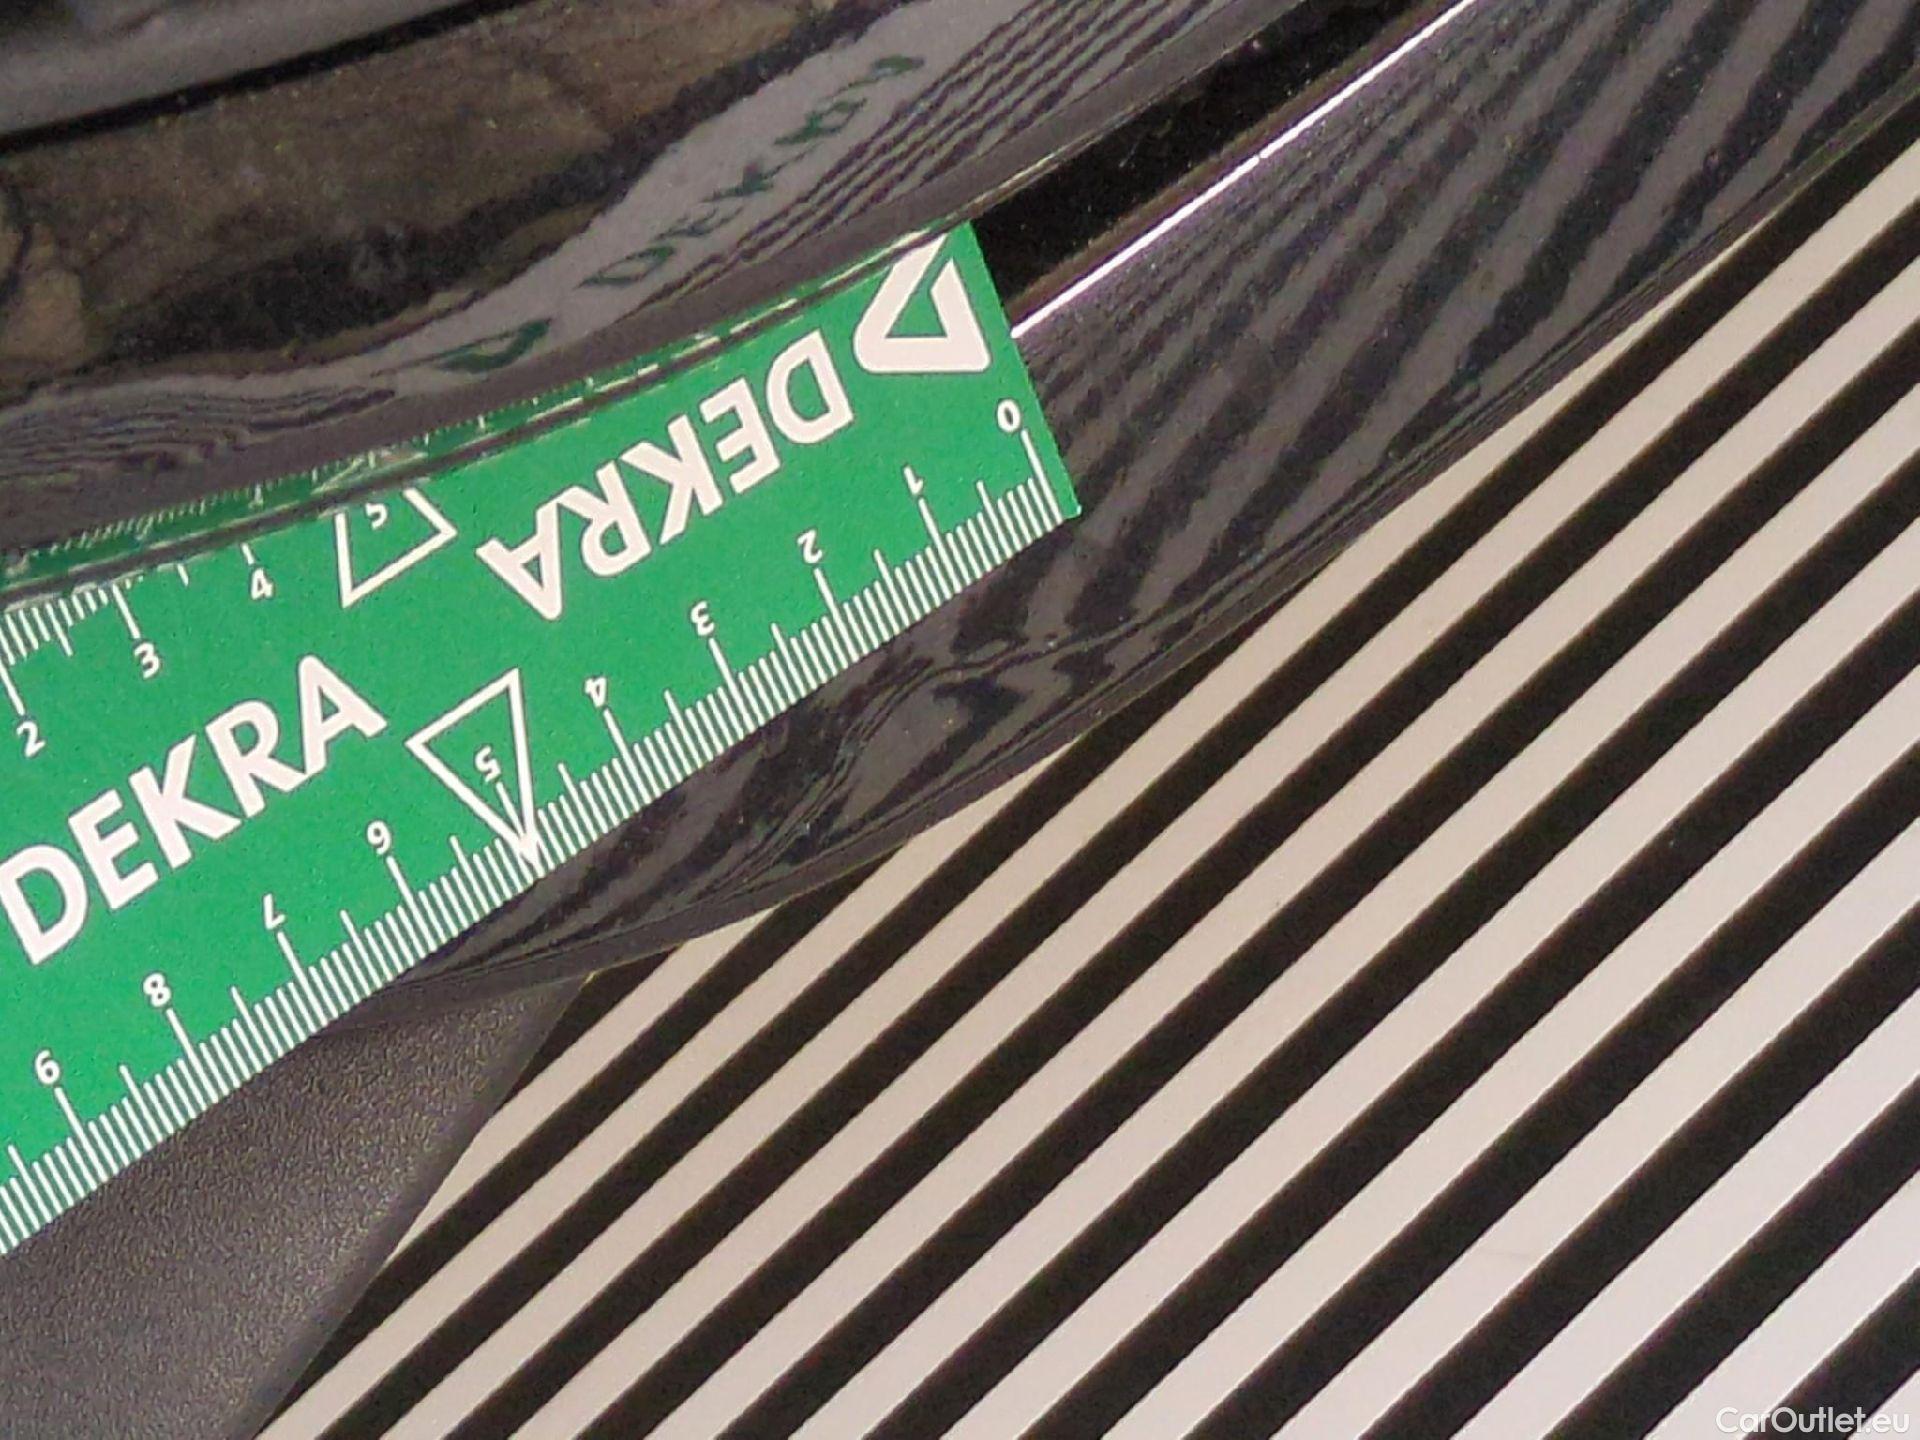 DEKRA
0 1 2 3 4 5 6 7 8 9
DEKRA
2 3 4 5
DEKRA
CarOutlet.eu